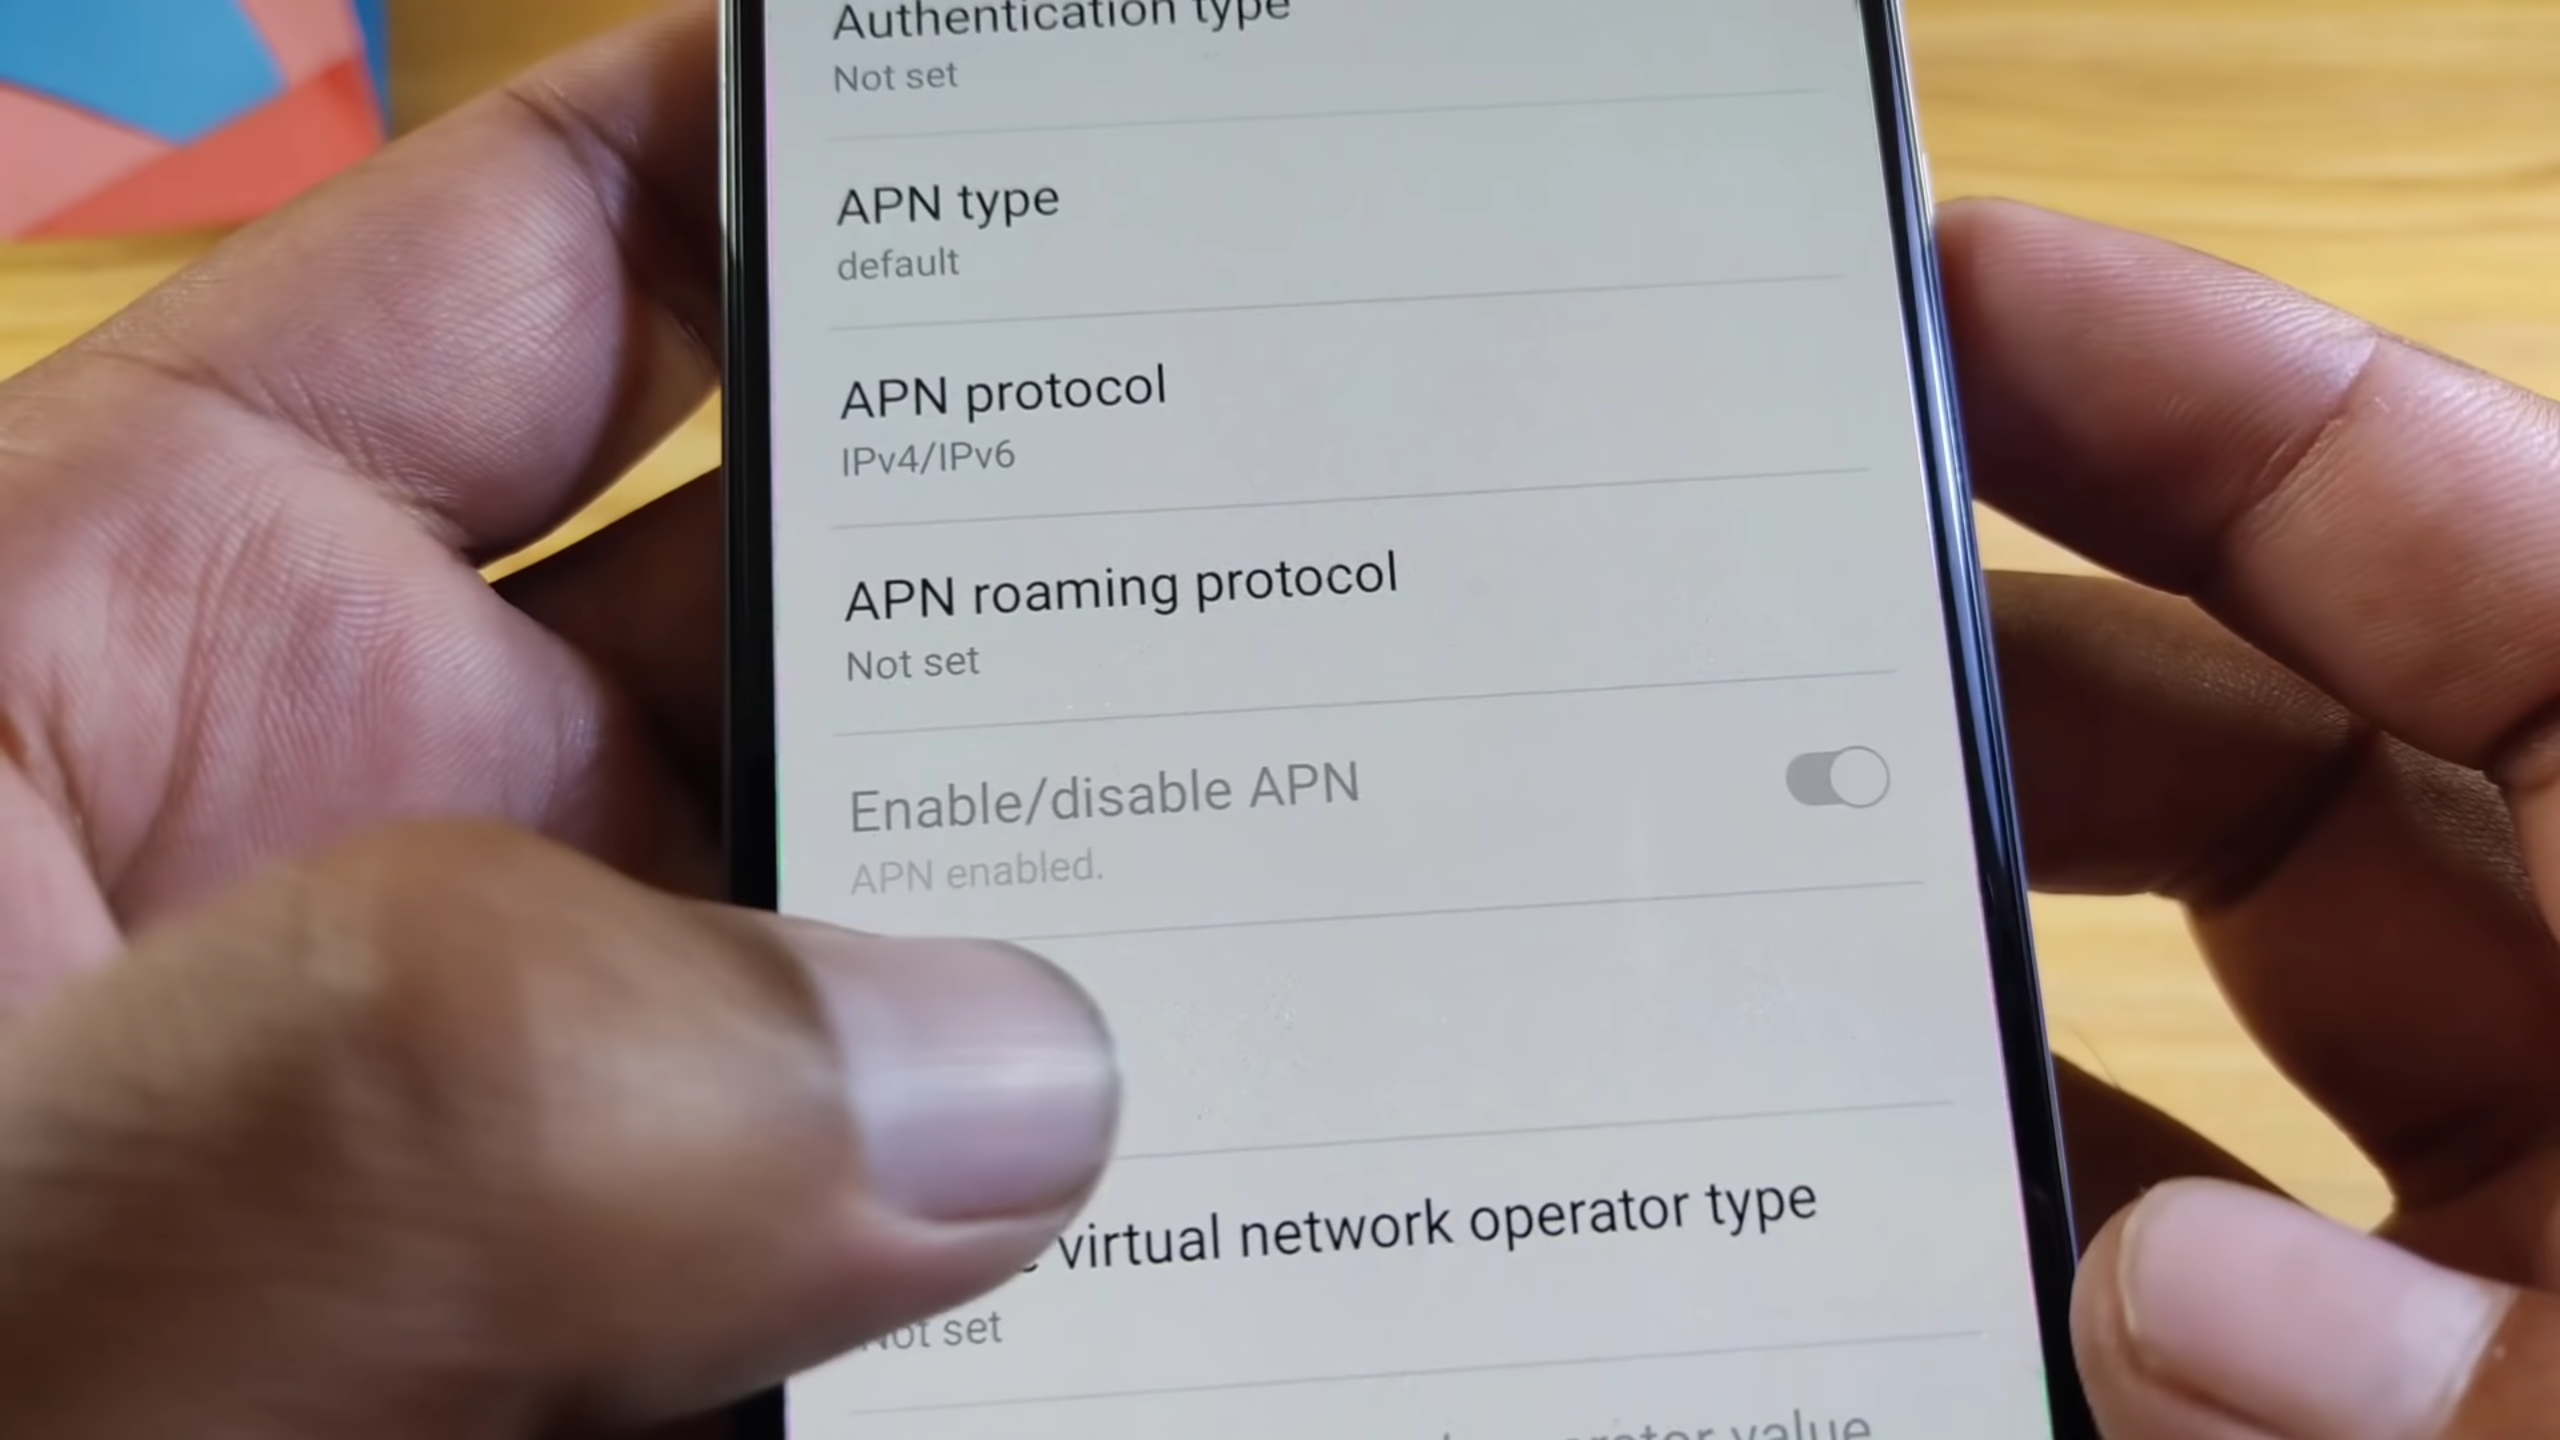 Authentication type
Not set
APN type
default
APN protocol
IPv4/IPv6
APN roaming protocol
Not set
Enable/disable APN
APN enabled.
virtual network operator type
Not set
value